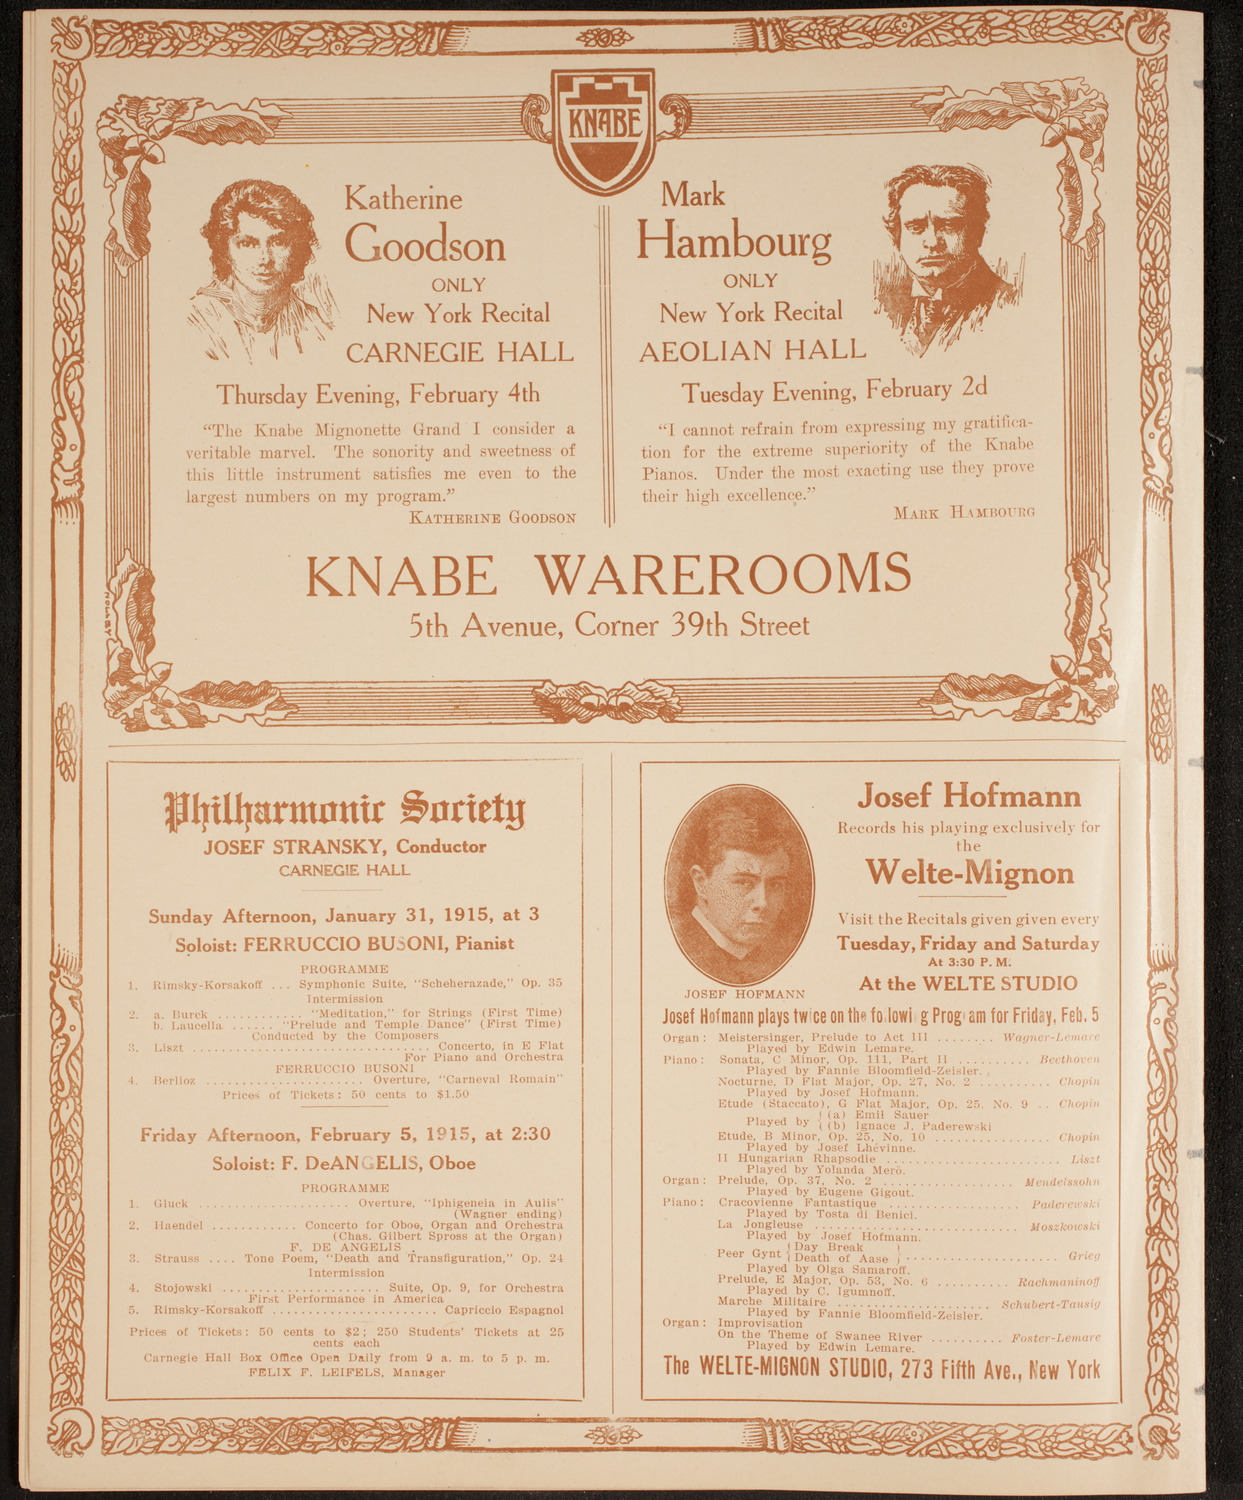 KNABE
Katherine
Goodson
ONLY
New York Recital
CARNEGIE HALL
Thursday Evening, February 4th
"The Knabe Mignonette Grand I consider a
veritable marvel. The sonority and sweetness of
this little instrument satisfies me even to the
largest numbers on my program."
KATHERINE GOODSON
Mark
Hambourg
ONLY
New York Recital
AEOLIAN HALL
Tuesday Evening, February 2d
"I cannot refrain from expressing my gratifica-
tion for the extreme superiority of the Knabe
Pianos. Under the most exacting use they prove
their high excellence."
MARK HAMBOURG
KNABE WAREROOMS
5th Avenue, Corner 39th Street
Philharmonic Society
JOSEF STRANSKY, Conductor
CARNEGIE HALL
Sunday Afternoon, January 31, 1915, at 3
Soloist: FERRUCCIO BUSONI, Pianist
PROGRAMME
1. Rimsky-Korsakoff ... Symphonic Suite, "Scheherazade," Op. 35
Intermission
2. a. Burck ............ "Meditation," for Strings (First Time)
b. Laucella ...... "Prelude and Temple Dance" (First Time)
Conducted by the Composers
3. Liszt ................................ Concerto, in E Flat
For Piano and Orchestra
FERRUCCIO BUSONI
4. Berlioz ...................... Overture, "Carneval Romain"
Prices of Tickets: 50 cents to $1.50
Friday Afternoon, February 5, 1915, at 2:30
Soloist: F. DeANGELIS, Oboe
PROGRAMME
1. Gluck ...................... Overture, "Iphigeneia in Aulis"
(Wagner ending)
2. Haendel ............ Concerto for Oboe, Organ and Orchestra
(Chas. Gilbert Spross at the Organ)
F. DE ANGELIS
3. Strauss .... Tone Poem, "Death and Transfiguration," Op. 24
Intermission
4. Stojowski ...................... Suite, Op. 9, for Orchestra
First Performance in America
5. Rimsky-Korsakoff ....................... Capriccio Espagnol
Prices of Tickets: 50 cents to $2; 250 Students' Tickets at 25
cents each
Carnegie Hall Box Office Open Daily from 9 a. m. to 5 p. m.
FELIX F. LEIFELS, Manager
JOSEF HOFMANN
Josef Hofmann
Records his playing exclusively for
the
Welte-Mignon
Visit the Recitals given given every
Tuesday, Friday and Saturday
At 3:30 P. M.
At the WELTE STUDIO
Josef Hofmann plays twice on the followi g Prog am for Friday, Feb. 5
Organ: Meistersinger, Prelude to Act III ........ Wagner-Lemare
Played by Edwin Lemare.
Piano: Sonata, C Minor, Op. 111, Part II .......... Beethoven
Played by Fannie Bloomfield-Zeisler.
Nocturne, D Flat Major, Op. 27, No. 2 .......... Chopin
Played by Josef Hofmann.
Etude (Staccato), G Flat Major, Op. 25, No. 9 .. Chopin
Played by (a) Emil Sauer
(b) Ignace J. Paderewski
Etude, B Minor, Op. 25, No. 10 ................ Chopin
Played by Josef Lhévinne.
II Hungarian Rhapsodie ........................ Liszt
Played by Yolanda Merö.
Organ: Prelude, Op. 37, No. 2 .................. Mendelssohn
Played by Eugene Gigout.
Piano: Cracovienne Fantastique .................. Paderewski
Played by Tosta di Benici.
La Jongleuse ............................ Moszkowski
Played by Josef Hofmann.
Peer Gynt { Day Break
{ Death of Aase } ........................ Grieg
Played by Olga Samaroff.
Prelude, E Major, Op. 53, No. 6 .......... Rachmaninoff
Played by C. Igumnoff.
Marche Militaire ..................... Schubert-Tausig
Played by Fannie Bloomfield-Zeisler.
Organ: Improvisation
On the Theme of Swanee River .......... Foster-Lemare
Played by Edwin Lemare.
The WELTE-MIGNON STUDIO, 273 Fifth Ave., New York